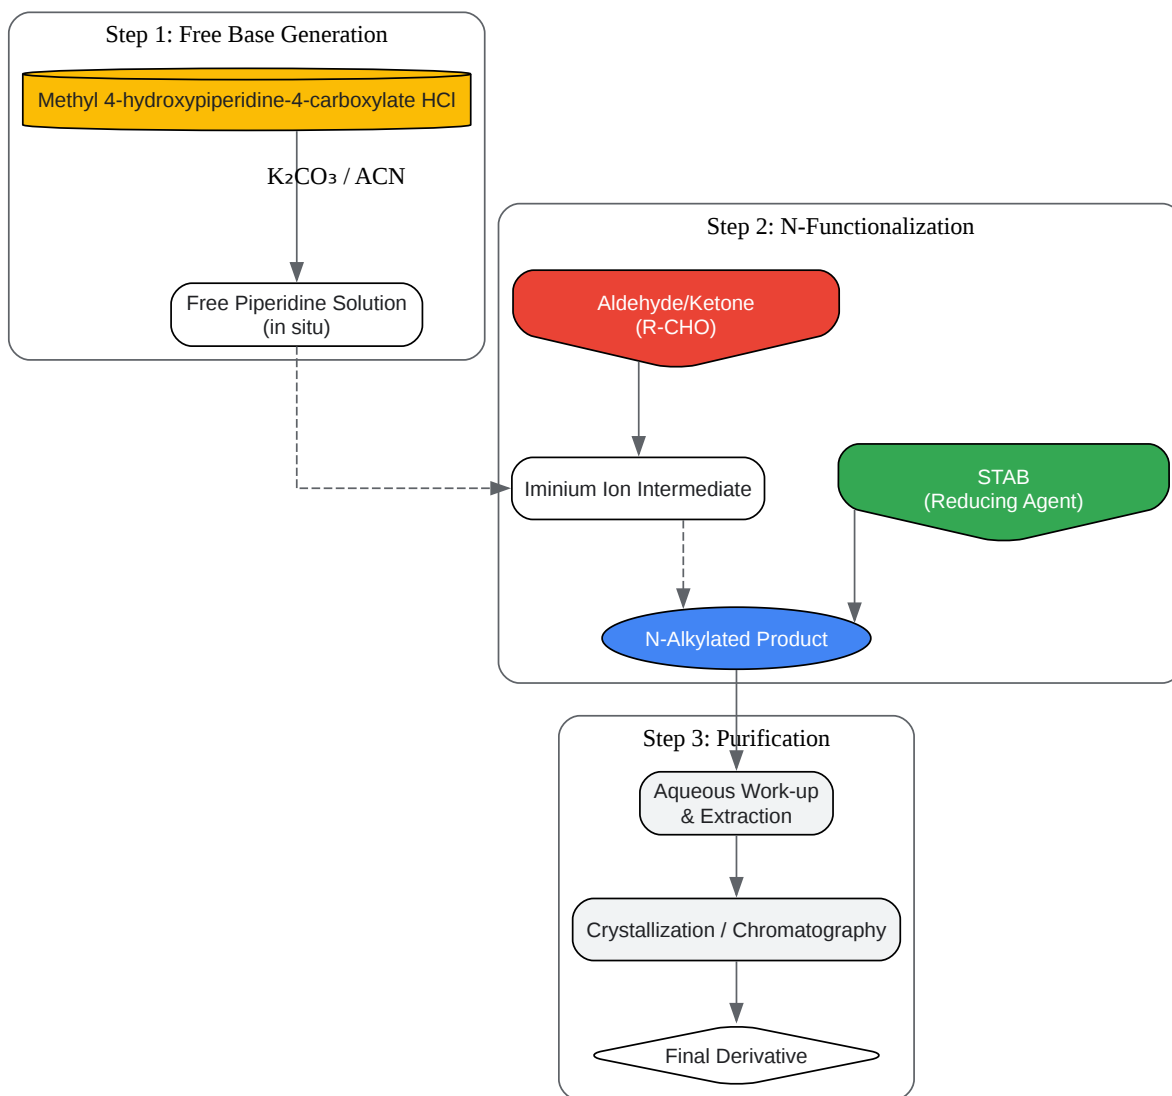 Step 1: Free Base Generation
Methyl 4-hydroxypiperidine-4-carboxylate HCl
K₂CO₃ / ACN
Free Piperidine Solution
(in situ)
Step 2: N-Functionalization
Aldehyde/Ketone
(R-CHO)
Iminium Ion Intermediate
STAB
(Reducing Agent)
N-Alkylated Product
Step 3: Purification
Aqueous Work-up
& Extraction
Crystallization / Chromatography
Final Derivative